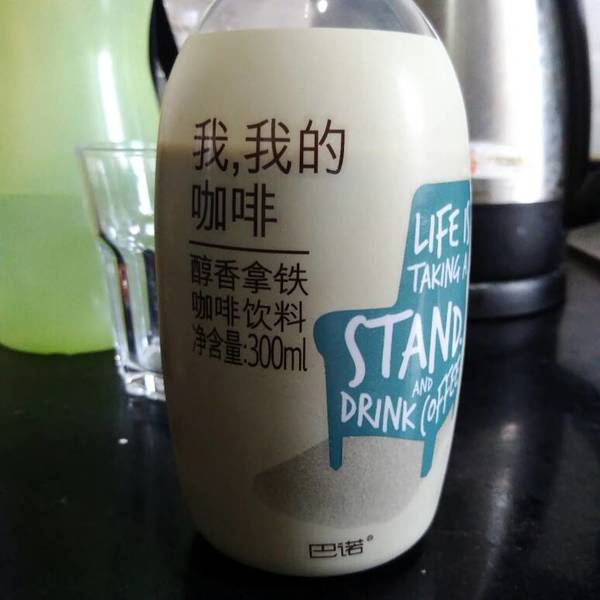 我,我的
咖啡
醇香拿铁
咖啡饮料
净含量:300ml
LIFE IS
TAKING A
STAND.
AND
DRINK COFFEE
巴诺®